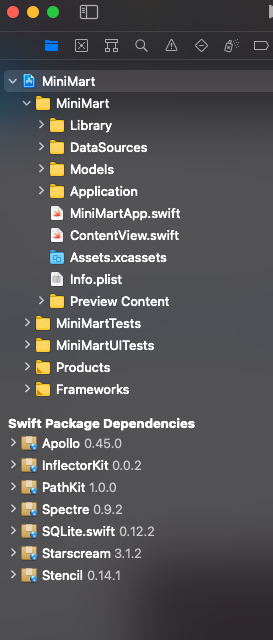 MiniMart
MiniMart
Library
DataSources
Models
Application
MiniMartApp.swift
ContentView.swift
Assets.xcassets
Info.plist
Preview Content
MiniMartTests
MiniMartUITests
Products
Frameworks
Swift Package Dependencies
Apollo 0.45.0
InflectorKit 0.0.2
PathKit 1.0.0
Spectre 0.9.2
SQLite.swift 0.12.2
Starscream 3.1.2
Stencil 0.14.1